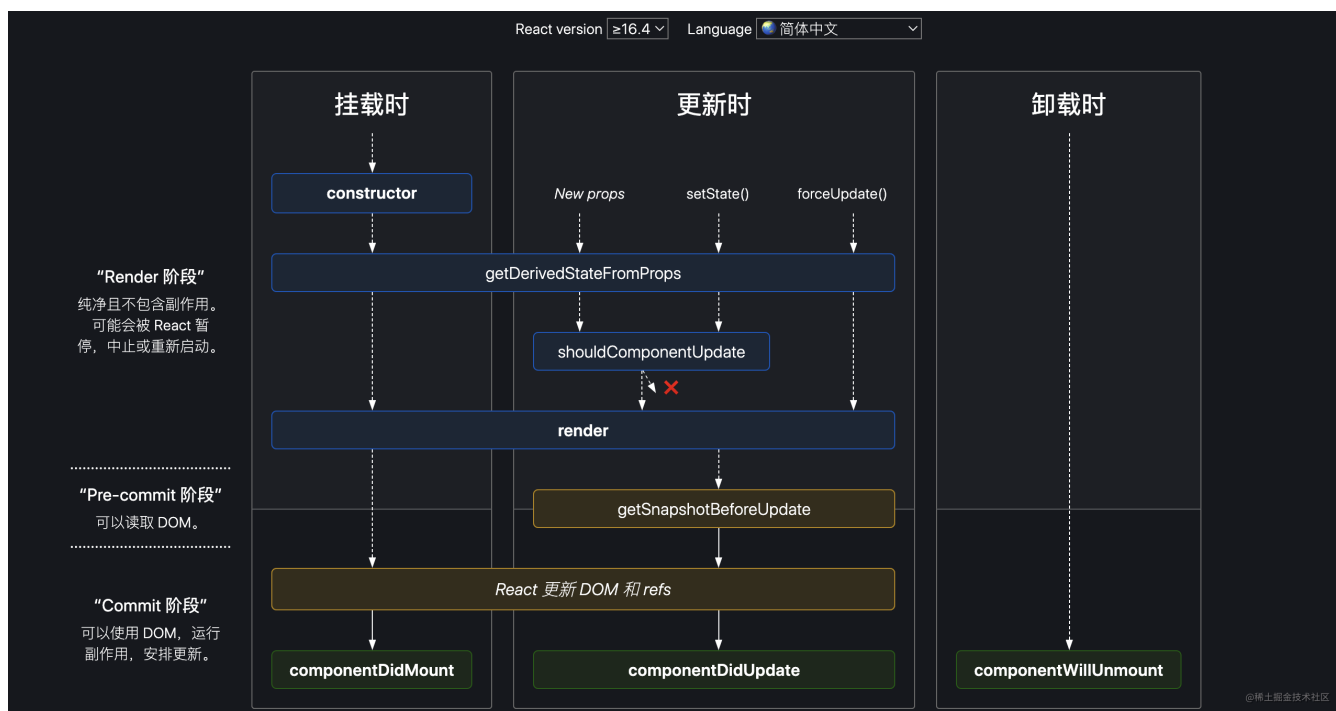 React version ≥16.4 Language 简体中文
挂载时 更新时 卸载时
constructor
New props setState() forceUpdate()
getDerivedStateFromProps
“Render 阶段”
纯净且不包含副作用。
可能会被 React 暂
停，中止或重新启动。
shouldComponentUpdate
render
“Pre-commit 阶段”
可以读取 DOM。
getSnapshotBeforeUpdate
React 更新 DOM 和 refs
“Commit 阶段”
可以使用 DOM，运行
副作用，安排更新。
componentDidMount componentDidUpdate componentWillUnmount
@稀土掘金技术社区